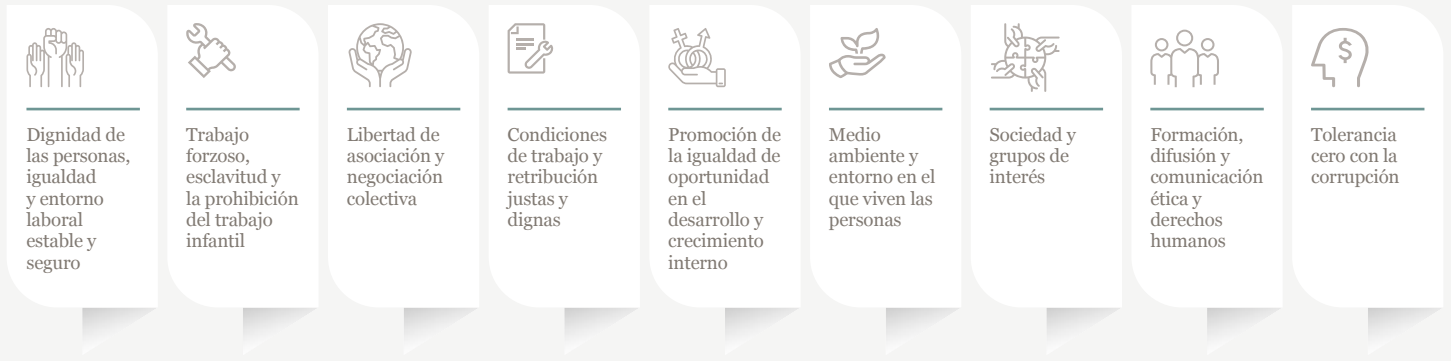 Dignidad de
las personas,
igualdad
y entorno
laboral
estable y
seguro
Trabajo
forzoso,
esclavitud y
la prohibición
del trabajo
infantil
Libertad de
asociación y
negociación
colectiva
Condiciones
de trabajo y
retribución
justas y
dignas
Promoción de
la igualdad de
oportunidad
en el
desarrollo y
crecimiento
interno
Medio
ambiente y
entorno en el
que viven las
personas
Sociedad y
grupos de
interés
Formación,
difusión y
comunicación
ética y
derechos
humanos
$
Tolerancia
cero con la
corrupción